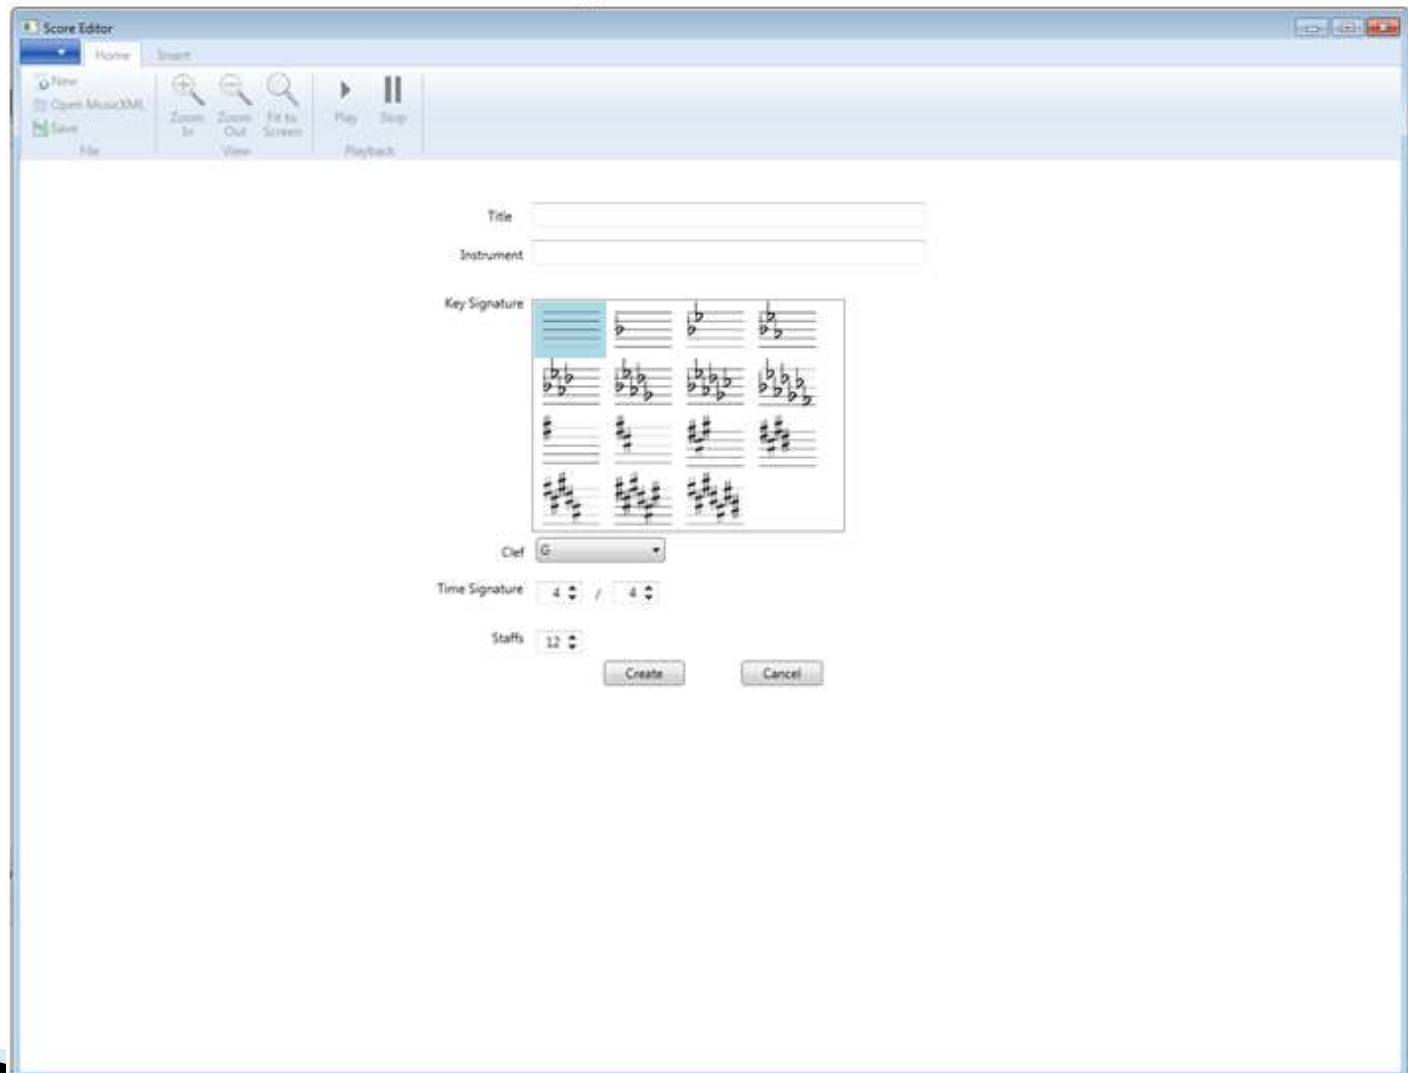 Score Editor
Home Insert
New
Open MusicXML
Save
Zoom In
Zoom Out
Fit to Screen
Play Stop
File View Playback
Title
Instrument
Key Signature
Clef G
Time Signature 4 / 4
Staffs 12
Create Cancel